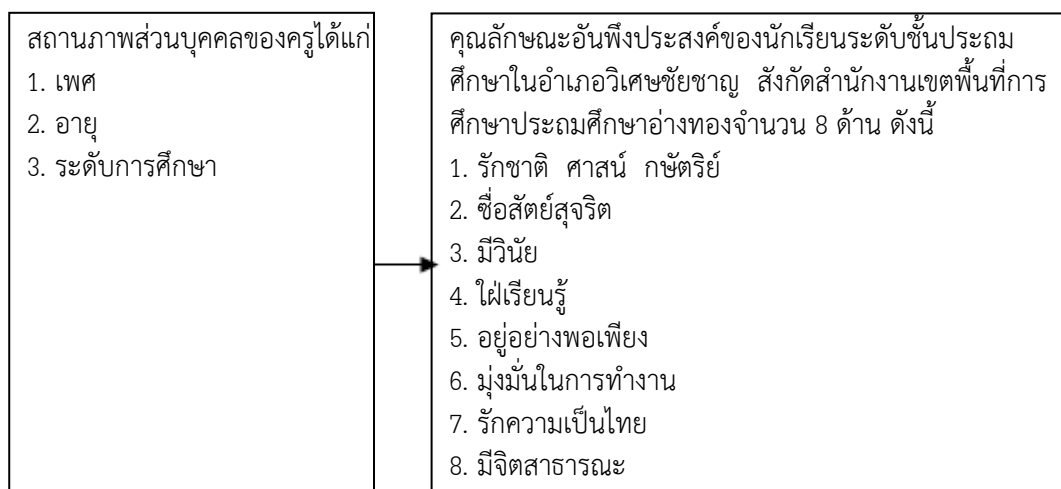 สถานภาพส่วนบุคคลของครูได้แก่
1. เพศ
2. อายุ
3. ระดับการศึกษา
คุณลักษณะอันพึงประสงค์ของนักเรียนระดับชั้นประถม
ศึกษาในอำเภอวิเศษชัยชาญ สังกัดสำนักงานเขตพื้นที่การ
ศึกษาประถมศึกษาอ่างทองจำนวน 8 ด้าน ดังนี้
1. รักชาติ ศาสน์ กษัตริย์
2. ซื่อสัตย์สุจริต
3. มีวินัย
4. ใฝ่เรียนรู้
5. อยู่อย่างพอเพียง
6. มุ่งมั่นในการทำงาน
7. รักความเป็นไทย
8. มีจิตสาธารณะ